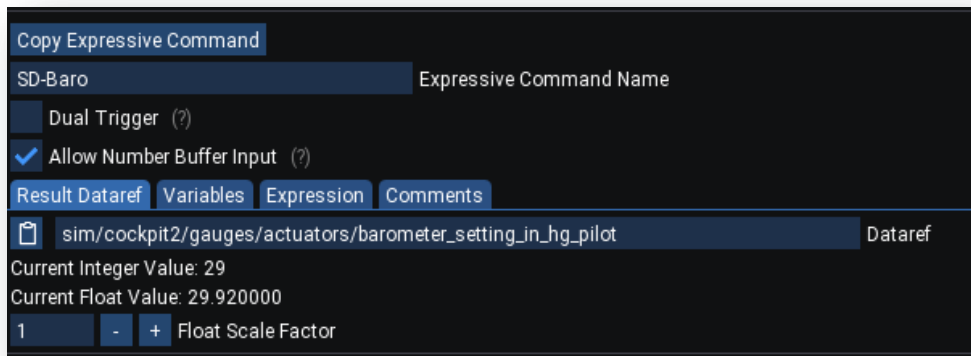 Copy Expressive Command
SD-Baro Expressive Command Name
Dual Trigger (?)
Allow Number Buffer Input (?)
Result Dataref Variables Expression Comments
sim/cockpit2/gauges/actuators/barometer_setting_in_hg_pilot Dataref
Current Integer Value: 29
Current Float Value: 29.920000
1 - + Float Scale Factor